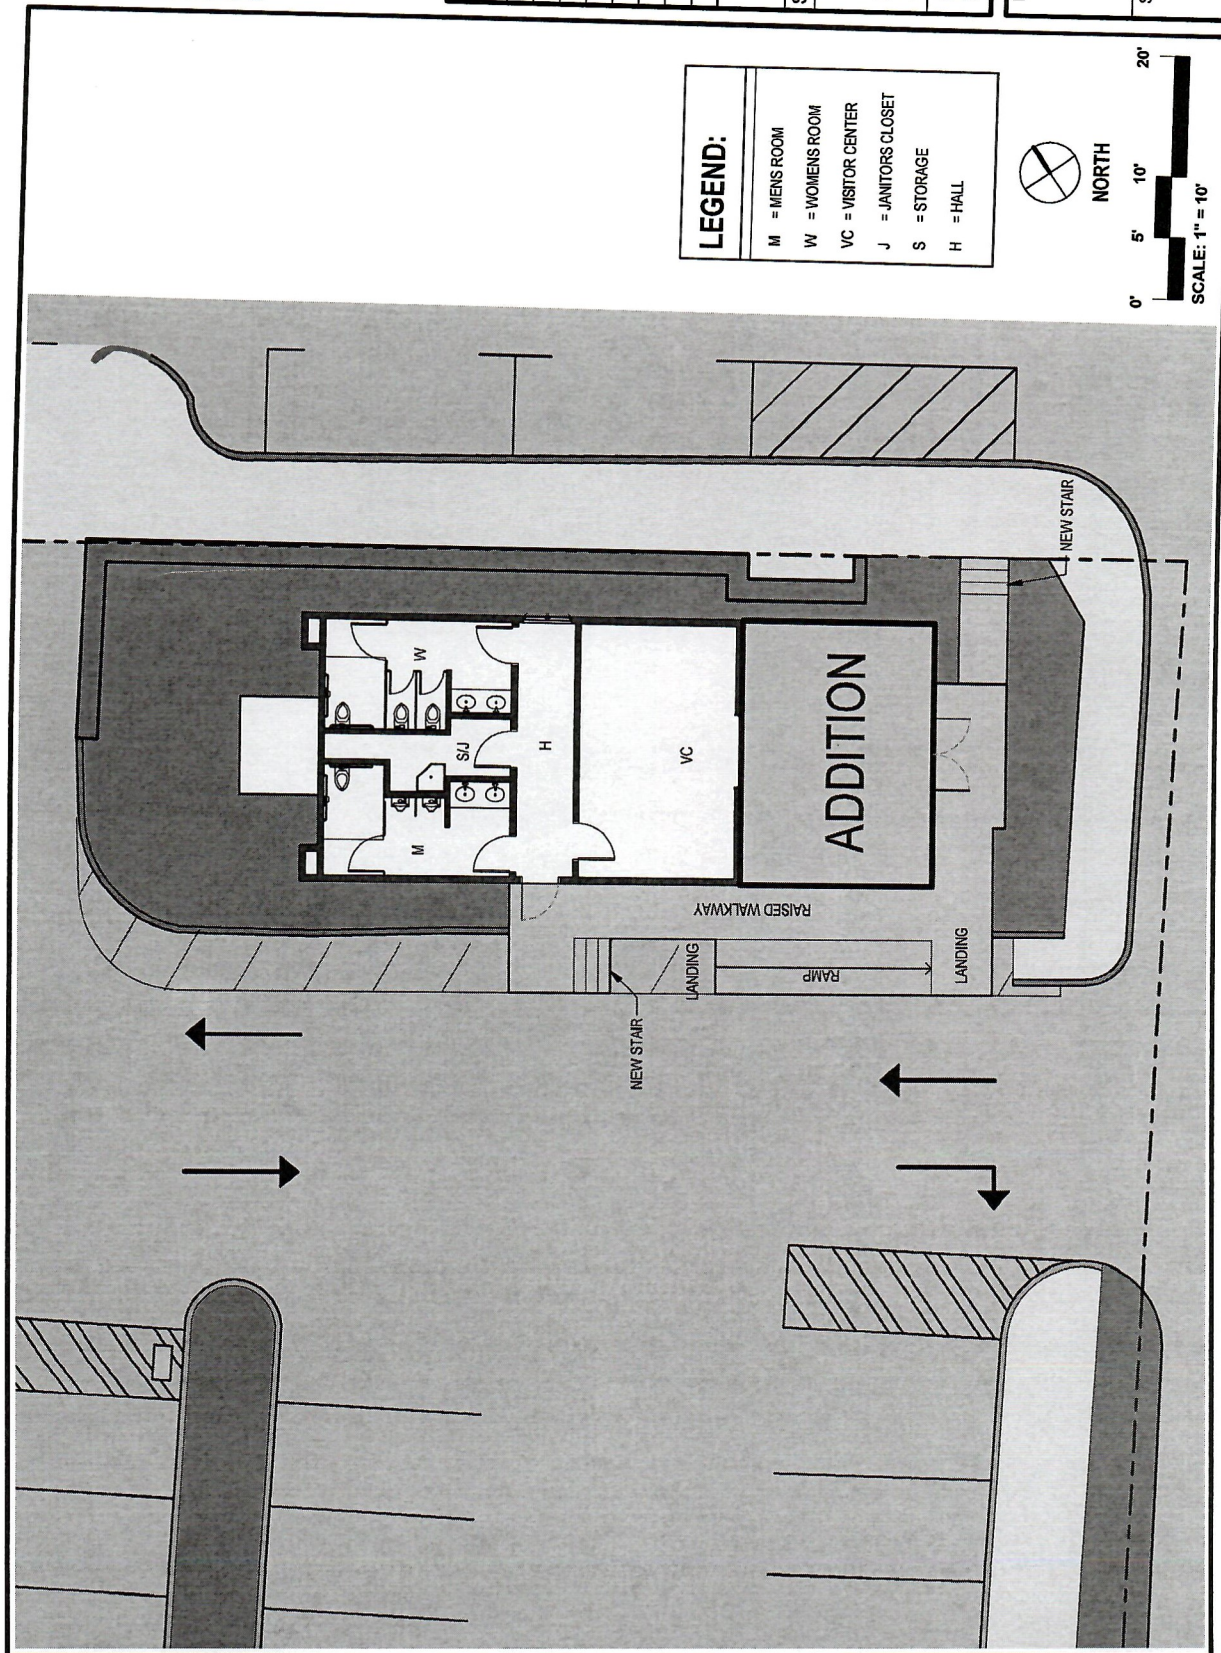 LEGEND:
M = MENS ROOM
W = WOMENS ROOM
VC = VISITOR CENTER
J = JANITORS CLOSET
S = STORAGE
H = HALL
NORTH
0' 5' 10' 20'
SCALE: 1" = 10'
NEW STAIR
W
S/J
M
H
VC
ADDITION
RAISED WALKWAY
LANDING
RAMP
LANDING
NEW STAIR
S
S